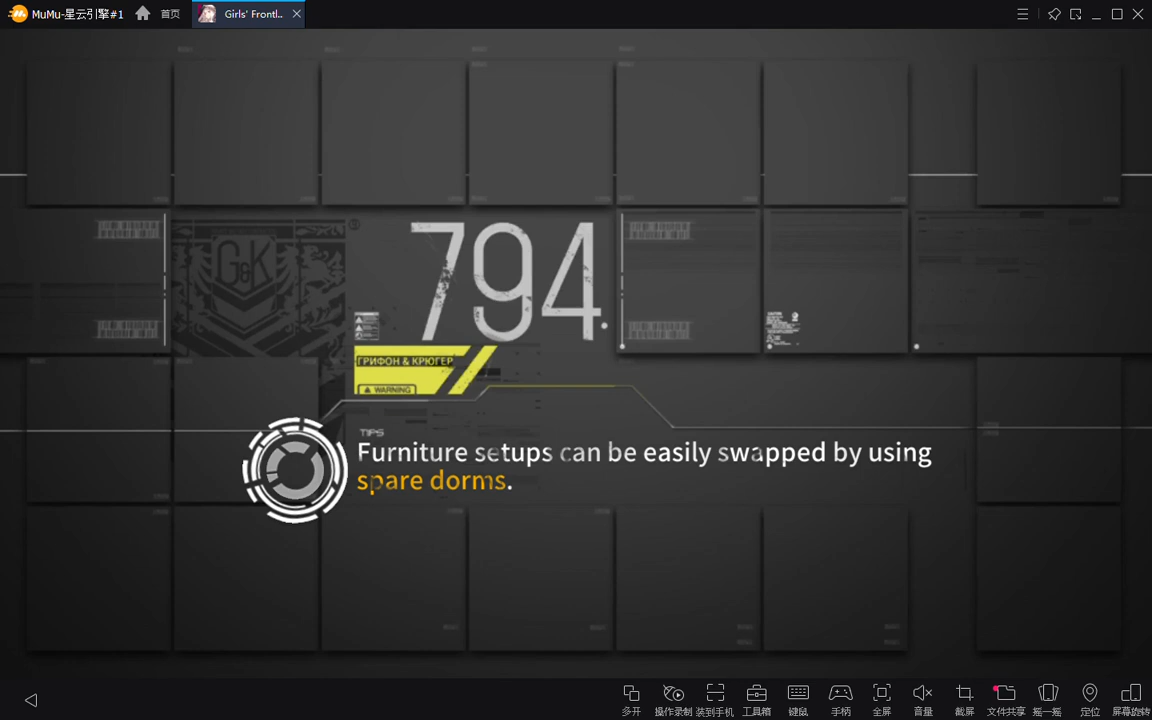 MuMu-星云引擎#1
首页
Girls' Frontl..
G&K
794.
ГРИФОН & КРЮГЕР
WARNING
TIPS
Furniture setups can be easily swapped by using
spare dorms.
多开
操作录制
装到手机
工具箱
键鼠
手柄
全屏
音量
截屏
文件共享
摇一摇
定位
屏幕旋转